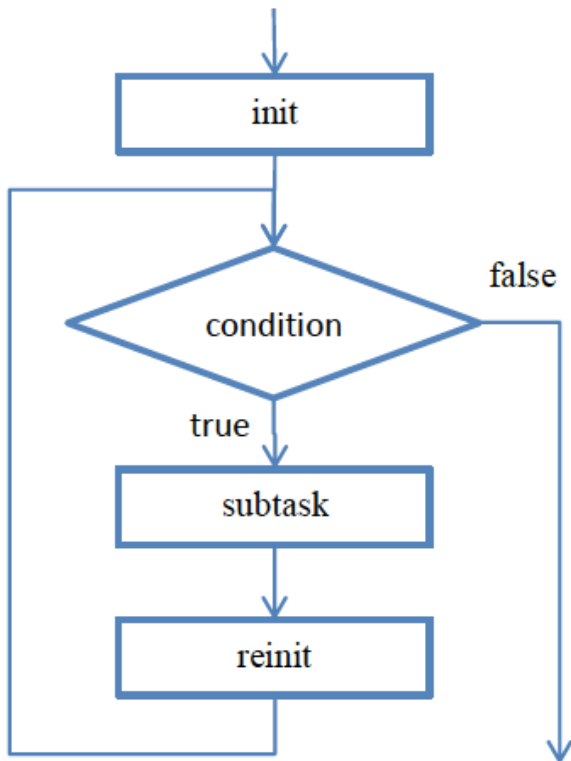 init
false
condition
true
subtask
reinit